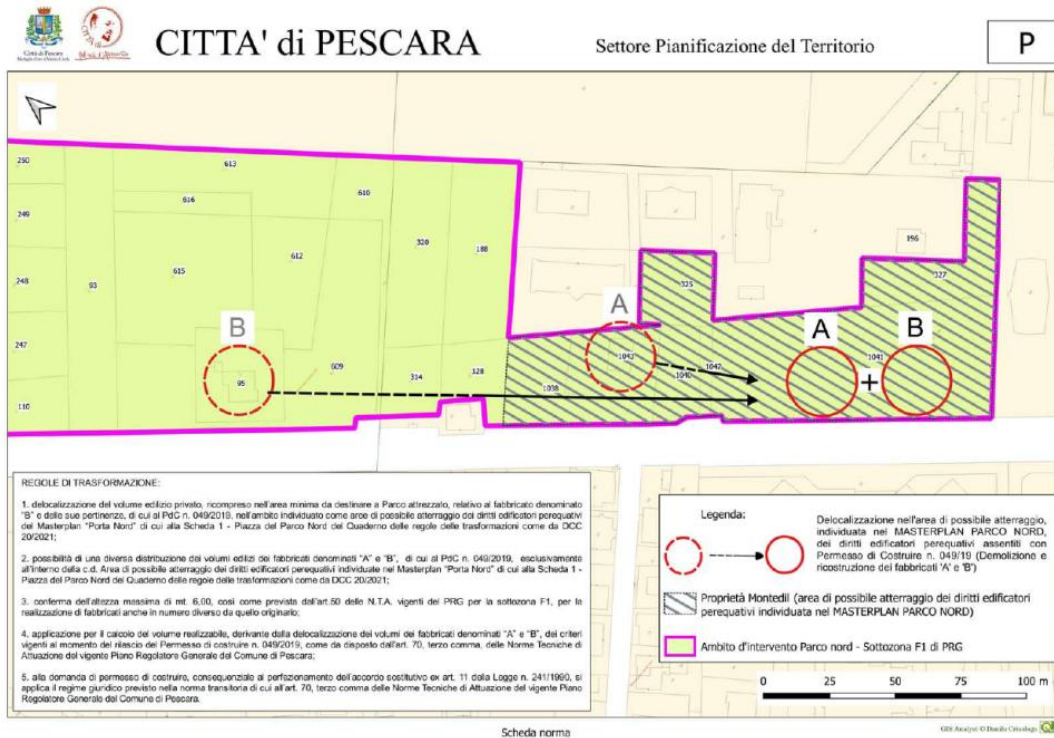 Città di Pescara
CITTA' di PESCARA
Settore Pianificazione del Territorio
P
250
613
616
610
249
320
188
612
93
615
248
247
B
95
609
314
128
110
A
1043
325
196
327
1038
1040
1042
A
B
1041
+
REGOLE DI TRASFORMAZIONE:
1. delocalizzazione del volume edilizio privato, ricompreso nell'area minima da destinare a Parco attrezzato, relativo al fabbricato denominato
"B" e delle sue pertinenze, di cui al PdC n. 049/2019, nell'ambito individuato come area di possibile atterraggio dei diritti edificatori perequativi
del Masterplan "Porta Nord" di cui alla Scheda 1 - Piazza del Parco Nord del Quaderno delle regole delle trasformazioni come da DCC
20/2021;
2. possibilità di una diversa distribuzione dei volumi edilizi dei fabbricati denominati "A" e "B", di cui al PdC n. 049/2019, esclusivamente
all'interno della c.d. Area di possibile atterraggio dei diritti edificatori perequativi individuate nel Masterplan "Porta Nord" di cui alla Scheda 1 -
Piazza del Parco Nord del Quaderno delle regole delle trasformazioni come da DCC 20/2021;
3. conferma dell'altezza massima di mt. 6,00, così come prevista dall'art.50 delle N.T.A. vigenti del PRG per la sottozona F1, per la
realizzazione di fabbricati anche in numero diverso da quello originario;
4. applicazione per il calcolo del volume realizzabile, derivante dalla delocalizzazione dei volumi dei fabbricati denominati "A" e "B", dei criteri
vigenti al momento del rilascio del Permesso di costruire n. 049/2019, come da disposto dall'art. 70, terzo comma, delle Norme Tecniche di
Attuazione del vigente Piano Regolatore Generale del Comune di Pescara;
5. alla domanda di permesso di costruire, consequenziale al perfezionamento dell'accordo sostitutivo ex art. 11 della Legge n. 241/1990, si
applica il regime giuridico previsto nella norma transitoria di cui all'art. 70, terzo comma delle Norme Tecniche di Attuazione del vigente Piano
Regolatore Generale del Comune di Pescara.
Legenda:
Delocalizzazione nell'area di possibile atterraggio,
individuata nel MASTERPLAN PARCO NORD,
dei diritti edificatori perequativi assentiti con
Permesso di Costruire n. 049/19 (Demolizione e
ricostruzione dei fabbricati 'A' e 'B')
Proprietà Montedil (area di possibile atterraggio dei diritti edificatori
perequativi individuata nel MASTERPLAN PARCO NORD)
Ambito d'intervento Parco nord - Sottozona F1 di PRG
0 25 50 75 100 m
Scheda norma
GIS Analyst ©